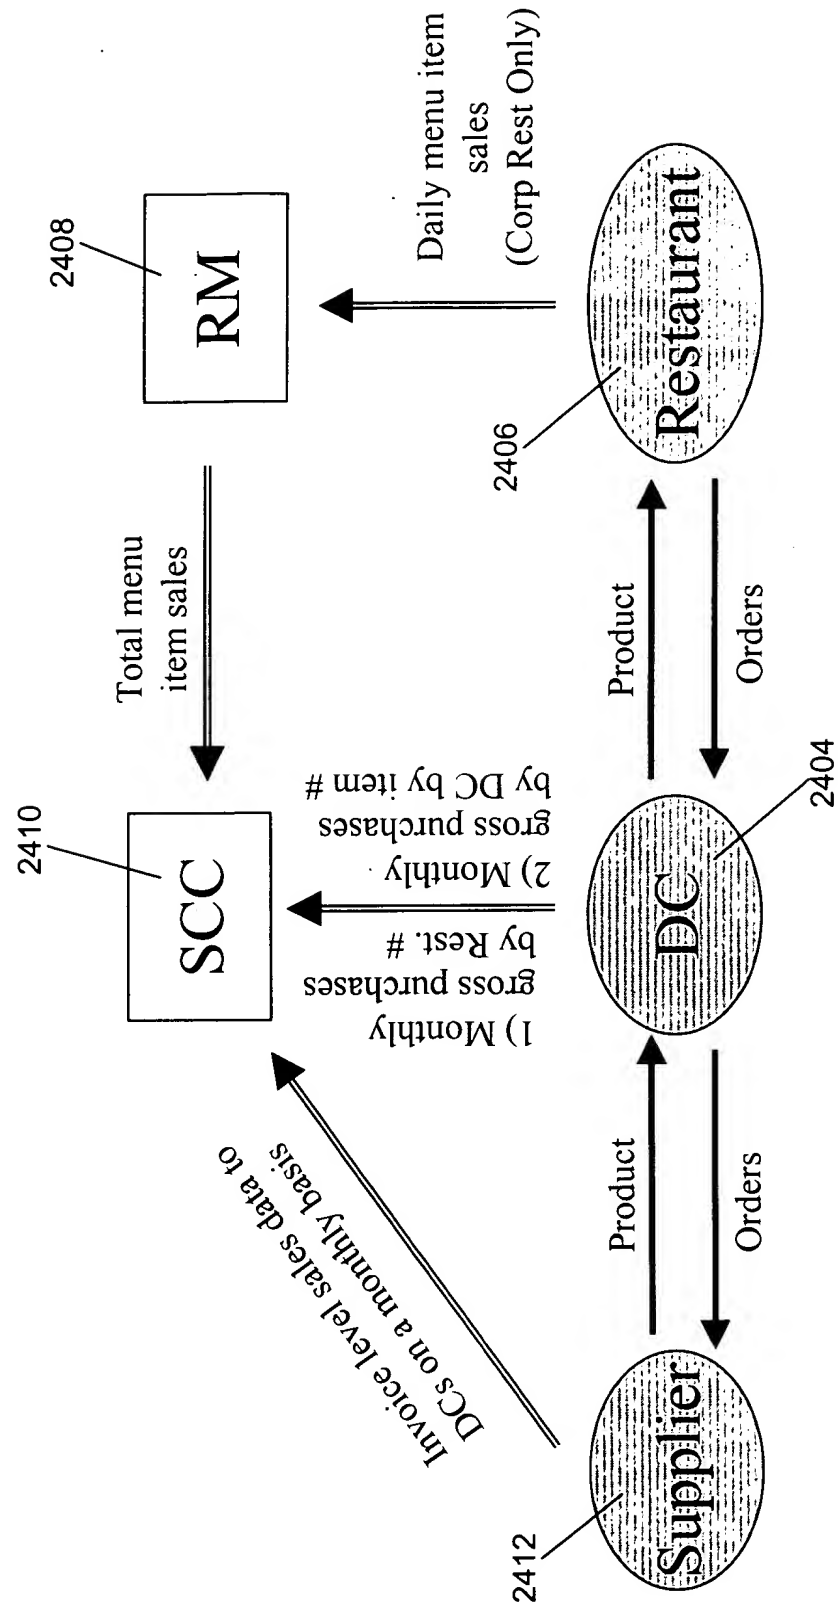 2410
SCC
Total menu
item sales
2408
RM
Invoice level sales data to
DCs on a monthly basis
1) Monthly
gross purchases
by Rest. #
2) Monthly
gross purchases
by DC by item #
Daily menu item
sales
(Corp Rest Only)
2412
Supplier
Product
Orders
DC
2404
Product
Orders
2406
Restaurant